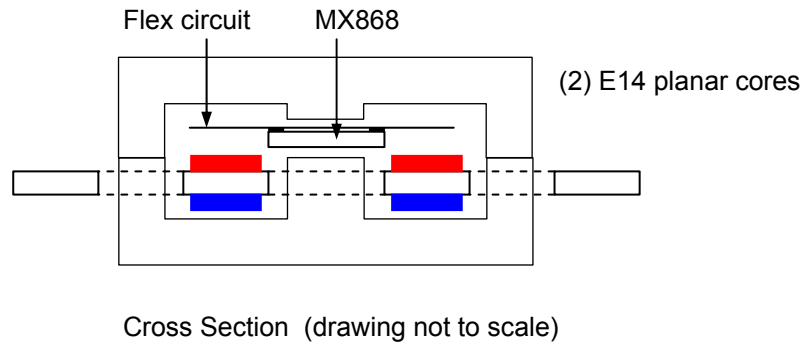 Flex circuit
MX868
(2) E14 planar cores
Cross Section (drawing not to scale)